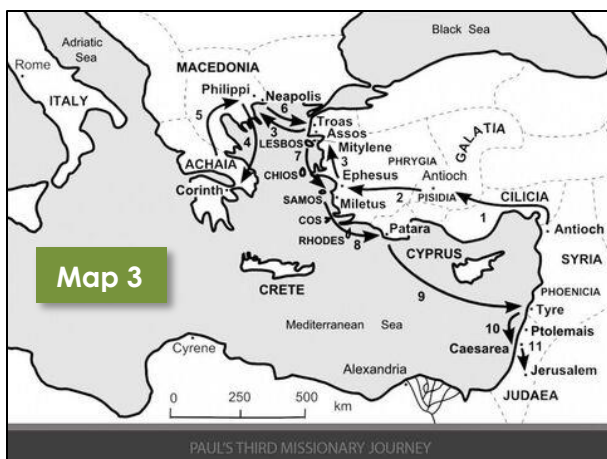 Black Sea
Adriatic
Sea
Rome
MACEDONIA
ITALY
Philippi
Neapolis
6
5
Troas
4
3
Assos
LESBOS
Mitylene
GALATIA
7
3
PHRYGIA
ACHAIA
Ephesus
Antioch
Corinth
CHIOS
2
PISIDIA
CILICIA
SAMOS
Miletus
1
COS
Patara
Antioch
RHODES
8
CYPRUS
SYRIA
Map 3
CRETE
9
PHOENICIA
Tyre
Mediterranean Sea
10
Ptolemais
Cyrene
Caesarea
11
Alexandria
Jerusalem
0 250 500
km
JUDAEA
PAUL'S THIRD MISSIONARY JOURNEY